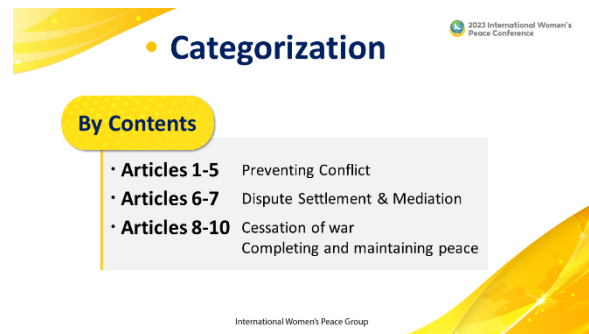 • Categorization
2023 International Women's
Peace Conference
By Contents
· Articles 1-5 Preventing Conflict
· Articles 6-7 Dispute Settlement & Mediation
· Articles 8-10 Cessation of war
Completing and maintaining peace
International Women's Peace Group